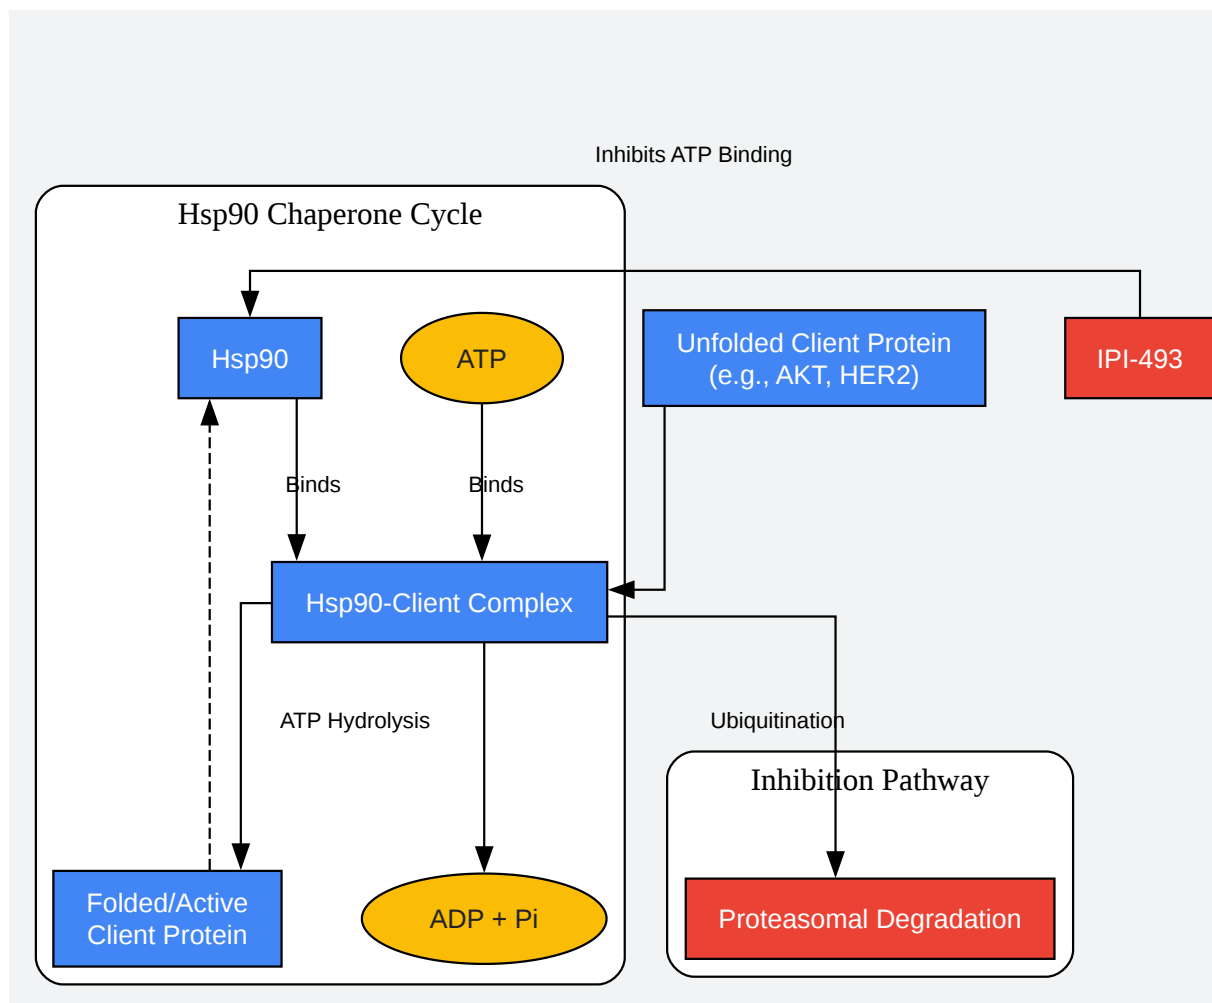 Inhibits ATP Binding
Hsp90 Chaperone Cycle
Hsp90
ATP
Unfolded Client Protein
(e.g., AKT, HER2)
IPI-493
Binds
Binds
Hsp90-Client Complex
ATP Hydrolysis
Ubiquitination
Inhibition Pathway
Folded/Active
Client Protein
ADP + Pi
Proteasomal Degradation